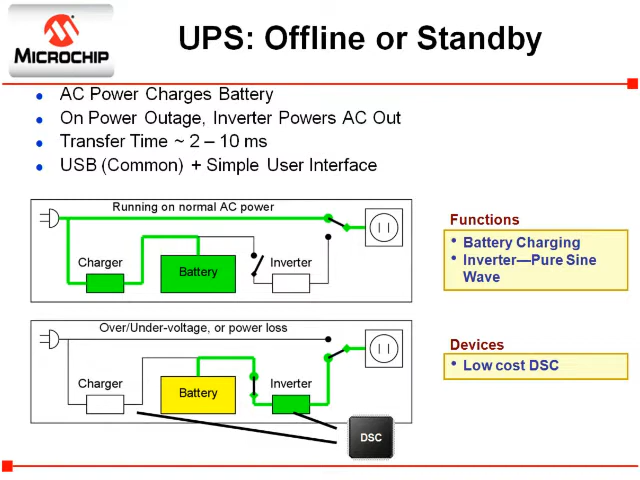 MICROCHIP
UPS: Offline or Standby
• AC Power Charges Battery
• On Power Outage, Inverter Powers AC Out
• Transfer Time ~ 2 – 10 ms
• USB (Common) + Simple User Interface
Running on normal AC power
Charger
Battery
Inverter
Functions
• Battery Charging
• Inverter—Pure Sine
Wave
Over/Under-voltage, or power loss
Charger
Battery
Inverter
DSC
Devices
• Low cost DSC